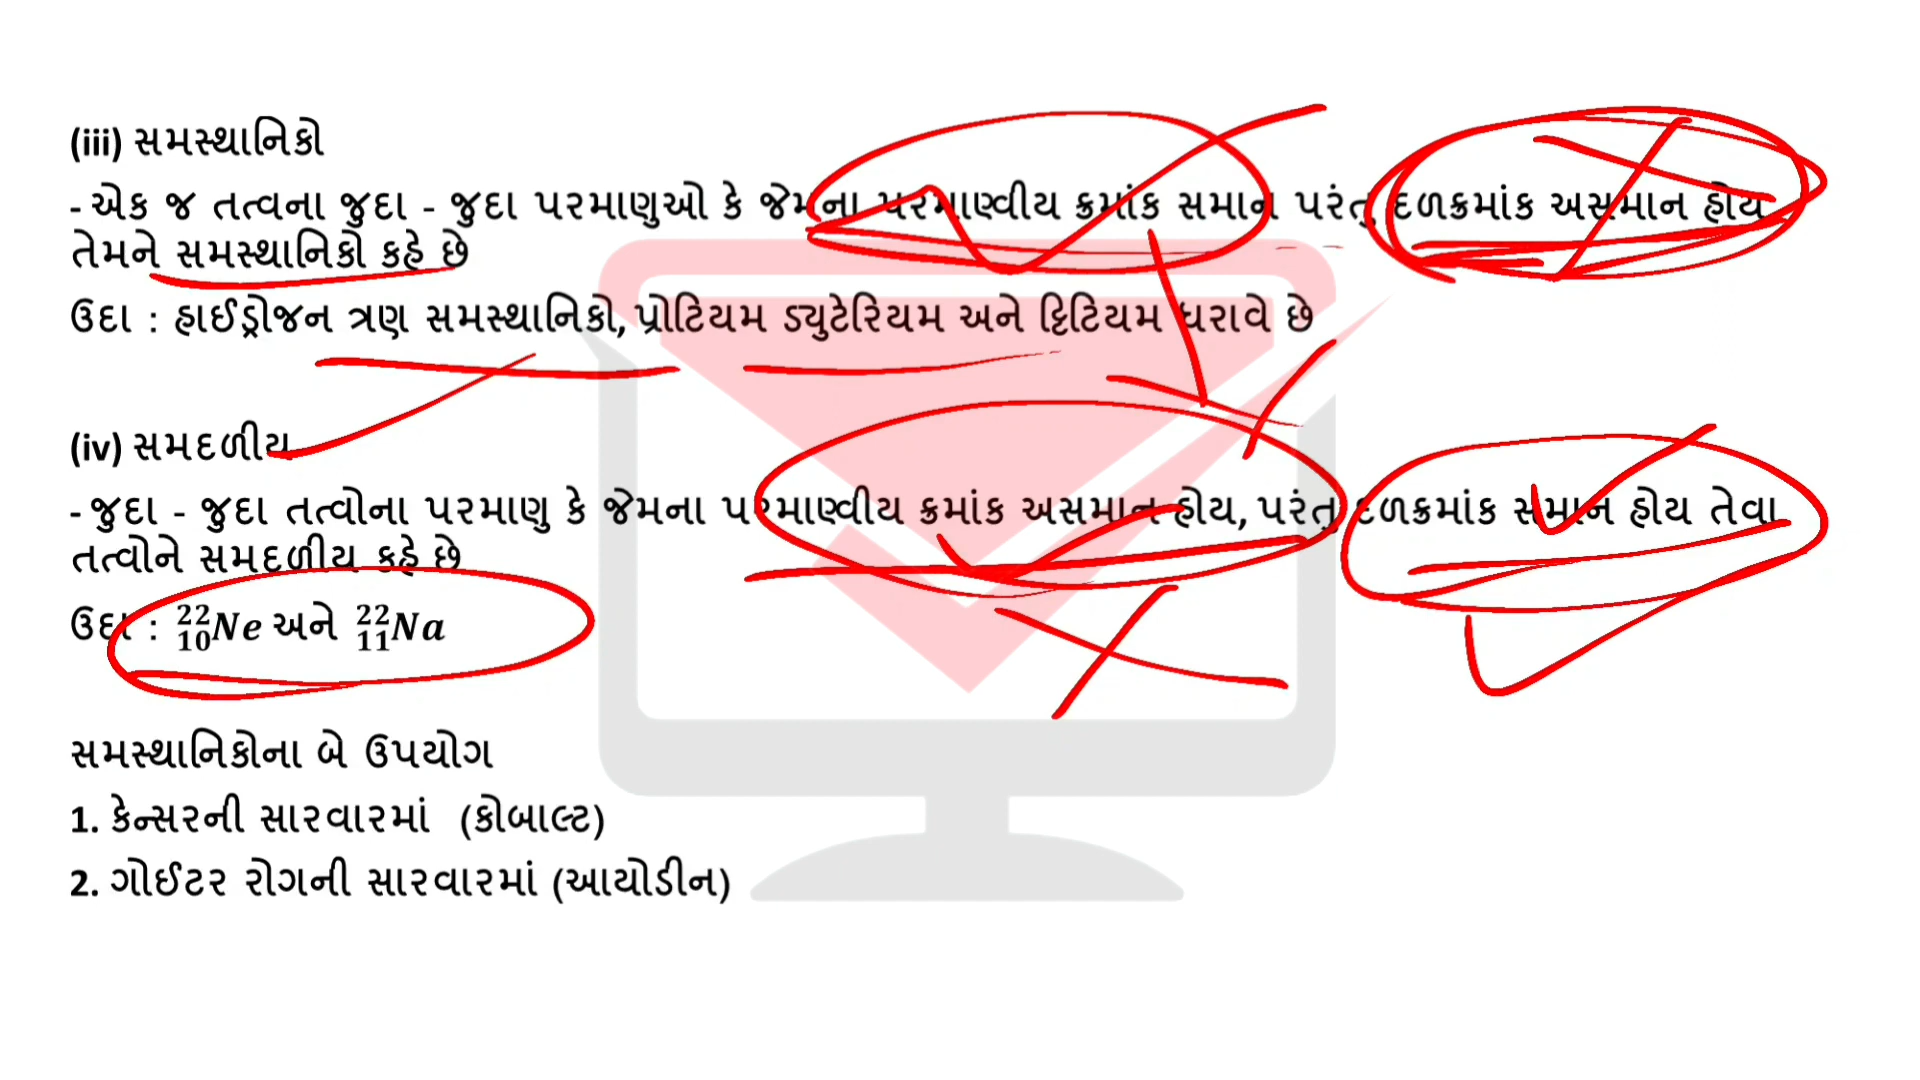 (iii) સમસ્થાનિકો
- એક જ તત્વના જુદા - જુદા પરમાણુઓ કે જેમના પરમાણ્વીય ક્રમાંક સમાન પરંતુ દળક્રમાંક અસમાન હોય
તેમને સમસ્થાનિકો કહે છે
ઉદા : હાઈડ્રોજન ત્રણ સમસ્થાનિકો, પ્રોટિયમ ડ્યુટેરિયમ અને ટ્રિટિયમ ધરાવે છે
(iv) સમદળીય
- જુદા - જુદા તત્વોના પરમાણુ કે જેમના પરમાણ્વીય ક્રમાંક અસમાન હોય, પરંતુ દળક્રમાંક સમાન હોય તેવા
તત્વોને સમદળીય કહે છે
ઉદા : ²²₁₀Ne અને ²²₁₁Na
સમસ્થાનિકોના બે ઉપયોગ
1. કેન્સરની સારવારમાં (કોબાલ્ટ)
2. ગોઈટર રોગની સારવારમાં (આયોડીન)